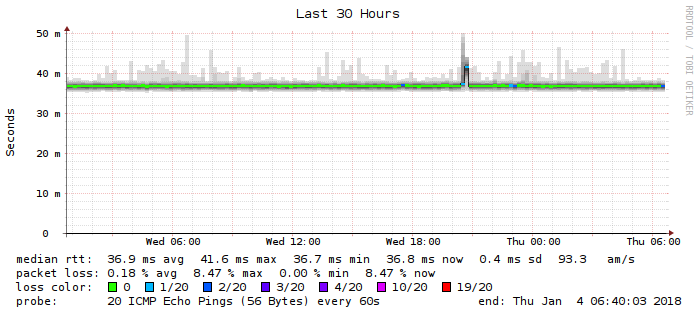 Last 30 Hours
RRDTOOL / TOBI OETIKER
Seconds
50 m
40 m
30 m
20 m
10 m
0
Wed 06:00 Wed 12:00 Wed 18:00 Thu 00:00 Thu 06:00
median rtt: 36.9 ms avg 41.6 ms max 36.7 ms min 36.8 ms now 0.4 ms sd 93.3 am/s
packet loss: 0.18 % avg 8.47 % max 0.00 % min 8.47 % now
loss color: 0 1/20 2/20 3/20 4/20 10/20 19/20
probe: 20 ICMP Echo Pings (56 Bytes) every 60s end: Thu Jan 4 06:40:03 2018